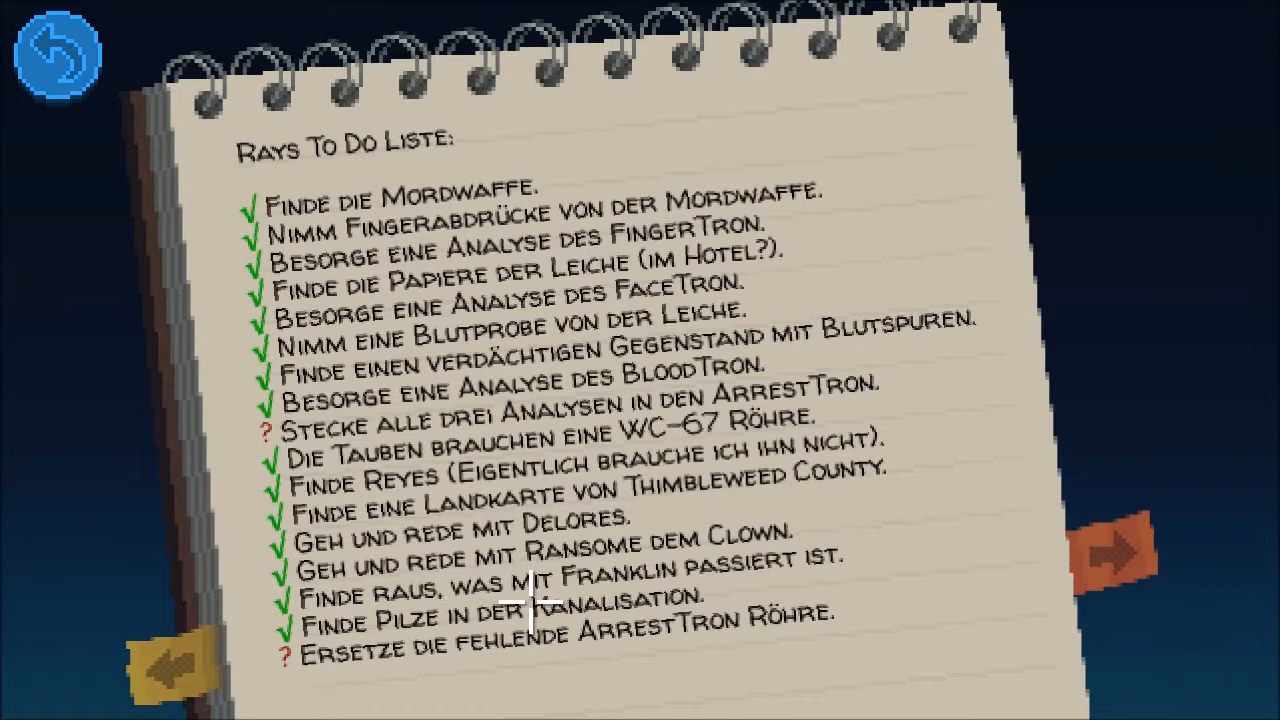 Rays To Do Liste:
√ Finde die Mordwaffe.
√ Nimm Fingerabdrücke von der Mordwaffe.
√ Besorge eine Analyse des FingerTron.
√ Finde die Papiere der Leiche (im Hotel?).
√ Besorge eine Analyse des FaceTron.
√ Nimm eine Blutprobe von der Leiche.
√ Finde einen verdächtigen Gegenstand mit Blutspuren.
√ Besorge eine Analyse des BloodTron.
? Stecke alle drei Analysen in den ArrestTron.
√ Die Tauben brauchen eine WC-67 Röhre.
√ Finde Reyes (Eigentlich brauche ich ihn nicht).
√ Finde eine Landkarte von Thimbleweed County.
√ Geh und rede mit Delores.
√ Geh und rede mit Ransome dem Clown.
√ Finde raus, was mit Franklin passiert ist.
√ Finde Pilze in der Kanalisation.
? Ersetze die fehlende ArrestTron Röhre.